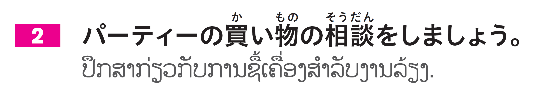 2 パーティーの買い物の相談をしましょう。
ປຶກສາກ່ຽວກັບການຊື້ເຄື່ອງສຳລັບງານລ້ຽງ.